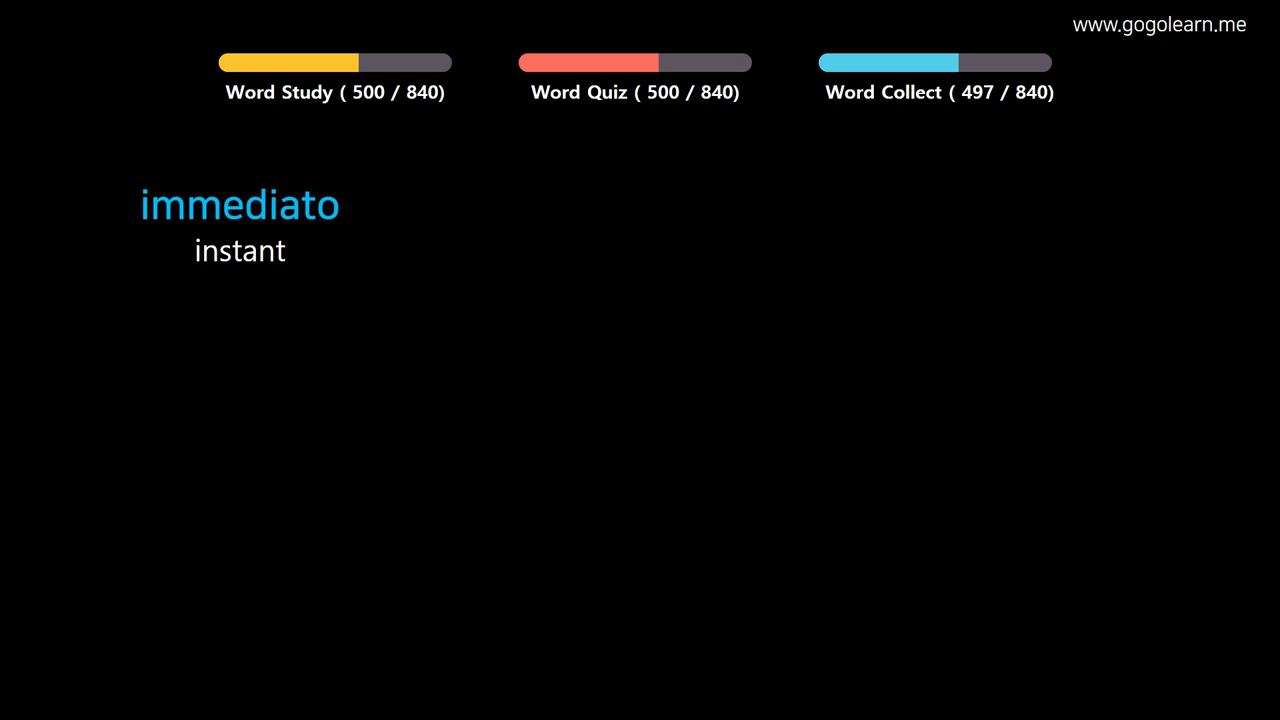 www.gogolearn.me
Word Study ( 500 / 840)
Word Quiz ( 500 / 840)
Word Collect ( 497 / 840)
immediato
instant